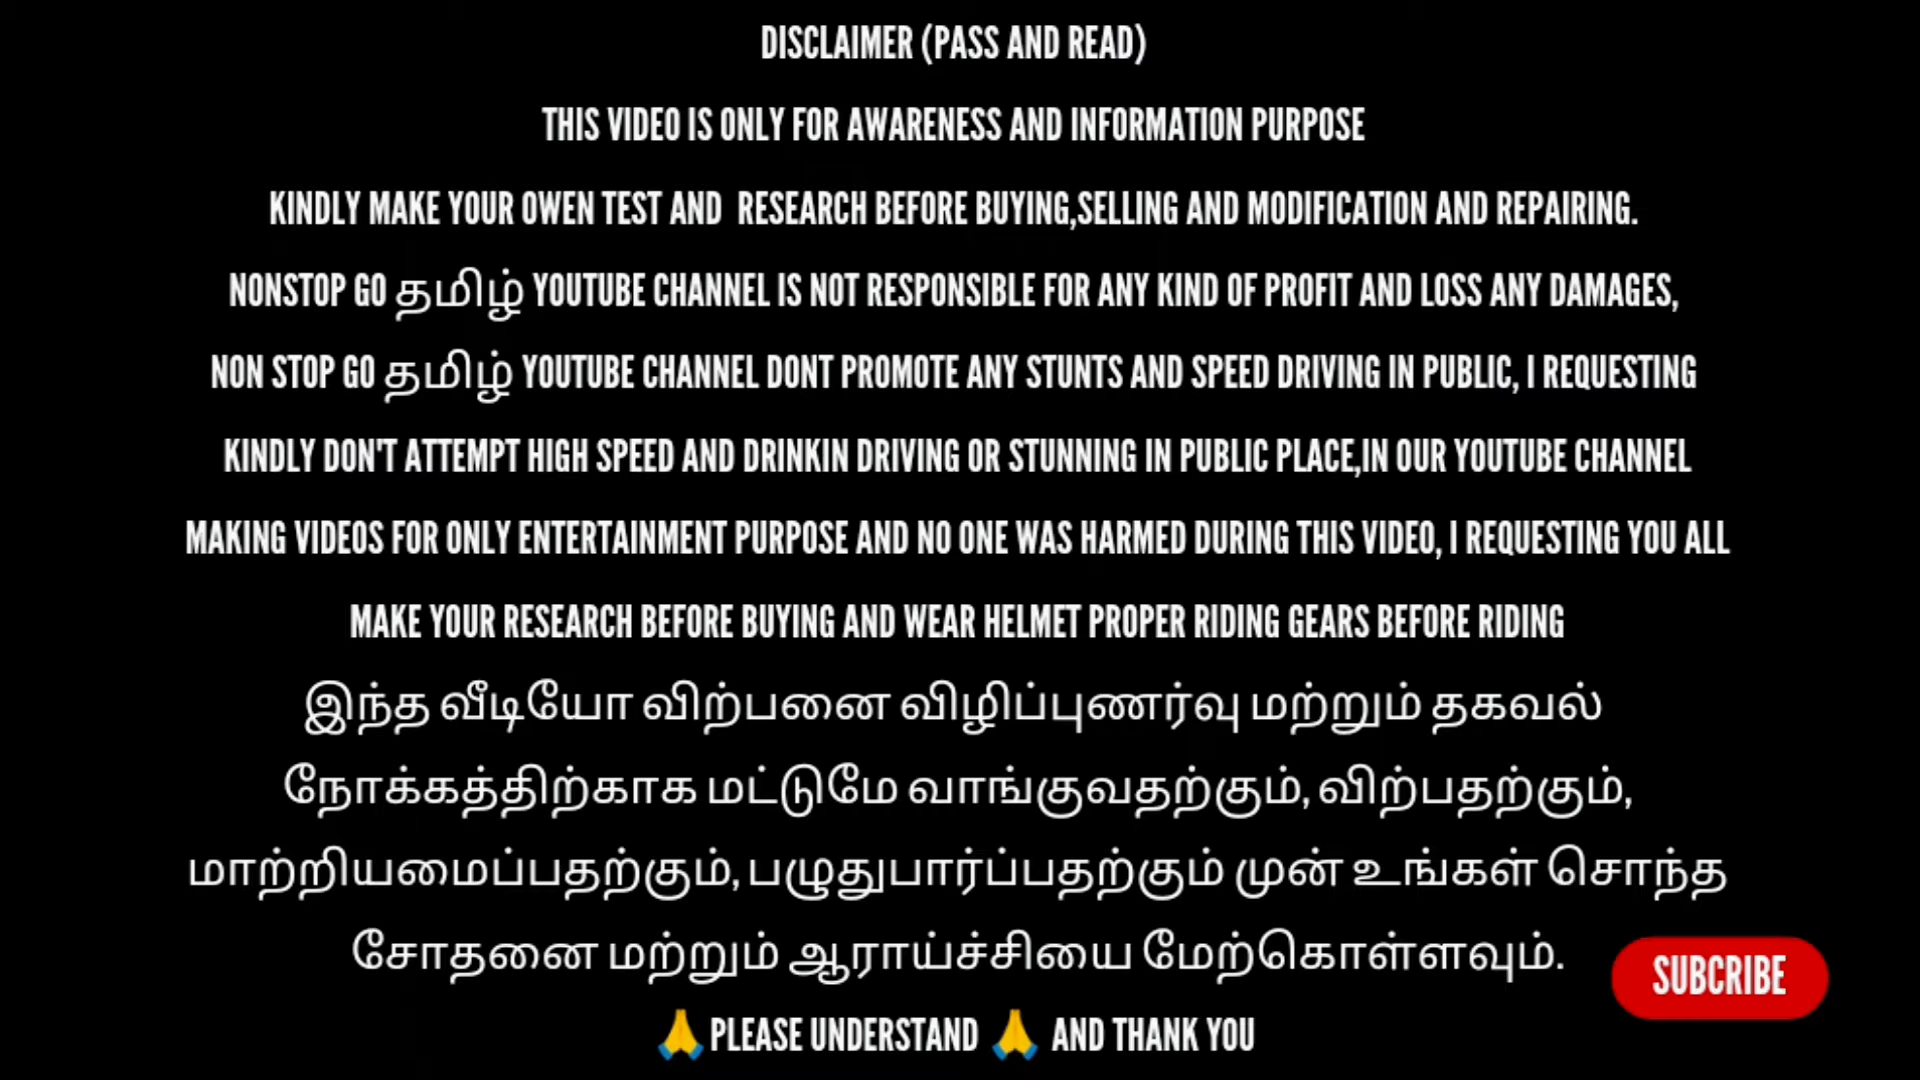 DISCLAIMER (PASS AND READ)
THIS VIDEO IS ONLY FOR AWARENESS AND INFORMATION PURPOSE
KINDLY MAKE YOUR OWEN TEST AND RESEARCH BEFORE BUYING,SELLING AND MODIFICATION AND REPAIRING.
NONSTOP GO தமிழ் YOUTUBE CHANNEL IS NOT RESPONSIBLE FOR ANY KIND OF PROFIT AND LOSS ANY DAMAGES,
NON STOP GO தமிழ் YOUTUBE CHANNEL DONT PROMOTE ANY STUNTS AND SPEED DRIVING IN PUBLIC, I REQUESTING
KINDLY DON'T ATTEMPT HIGH SPEED AND DRINKIN DRIVING OR STUNNING IN PUBLIC PLACE,IN OUR YOUTUBE CHANNEL
MAKING VIDEOS FOR ONLY ENTERTAINMENT PURPOSE AND NO ONE WAS HARMED DURING THIS VIDEO, I REQUESTING YOU ALL
MAKE YOUR RESEARCH BEFORE BUYING AND WEAR HELMET PROPER RIDING GEARS BEFORE RIDING
இந்த வீடியோ விற்பனை விழிப்புணர்வு மற்றும் தகவல்
நோக்கத்திற்காக மட்டுமே வாங்குவதற்கும், விற்பதற்கும்,
மாற்றியமைப்பதற்கும், பழுதுபார்ப்பதற்கும் முன் உங்கள் சொந்த
சோதனை மற்றும் ஆராய்ச்சியை மேற்கொள்ளவும்.
SUBCRIBE
🙏PLEASE UNDERSTAND 🙏 AND THANK YOU